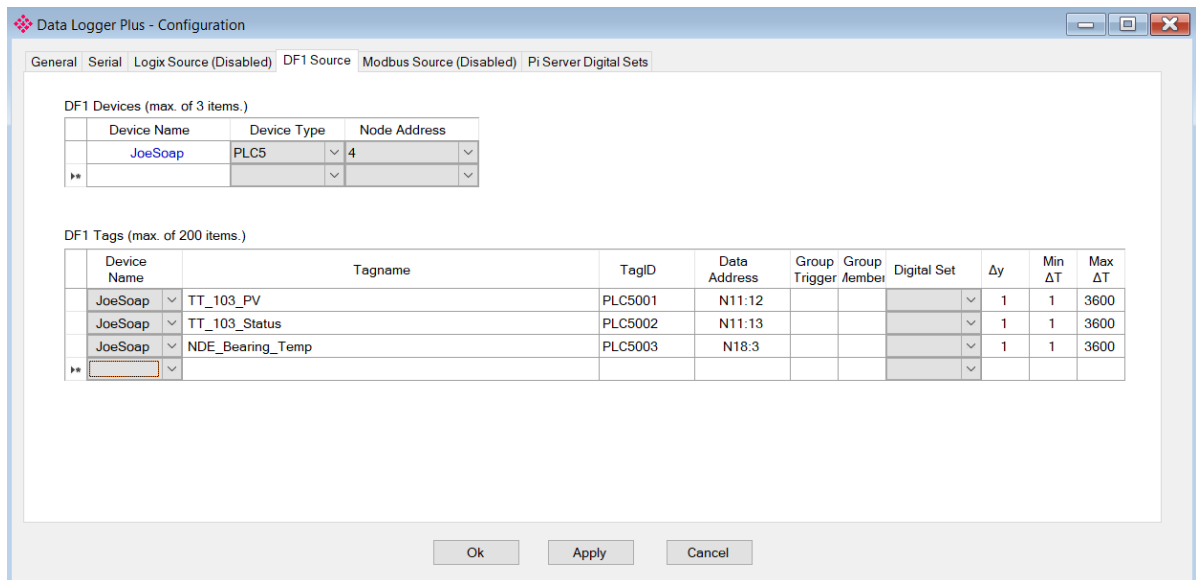 Data Logger Plus - Configuration
General Serial Logix Source (Disabled) DF1 Source Modbus Source (Disabled) Pi Server Digital Sets
DF1 Devices (max. of 3 items.)
Device Name Device Type Node Address
JoeSoap PLC5 4
DF1 Tags (max. of 200 items.)
Device Name Tagname TagID Data Address Group Trigger Group Member Digital Set Δy Min ΔT Max ΔT
JoeSoap TT_103_PV PLC5001 N11:12 1 1 3600
JoeSoap TT_103_Status PLC5002 N11:13 1 1 3600
JoeSoap NDE_Bearing_Temp PLC5003 N18:3 1 1 3600
Ok Apply Cancel